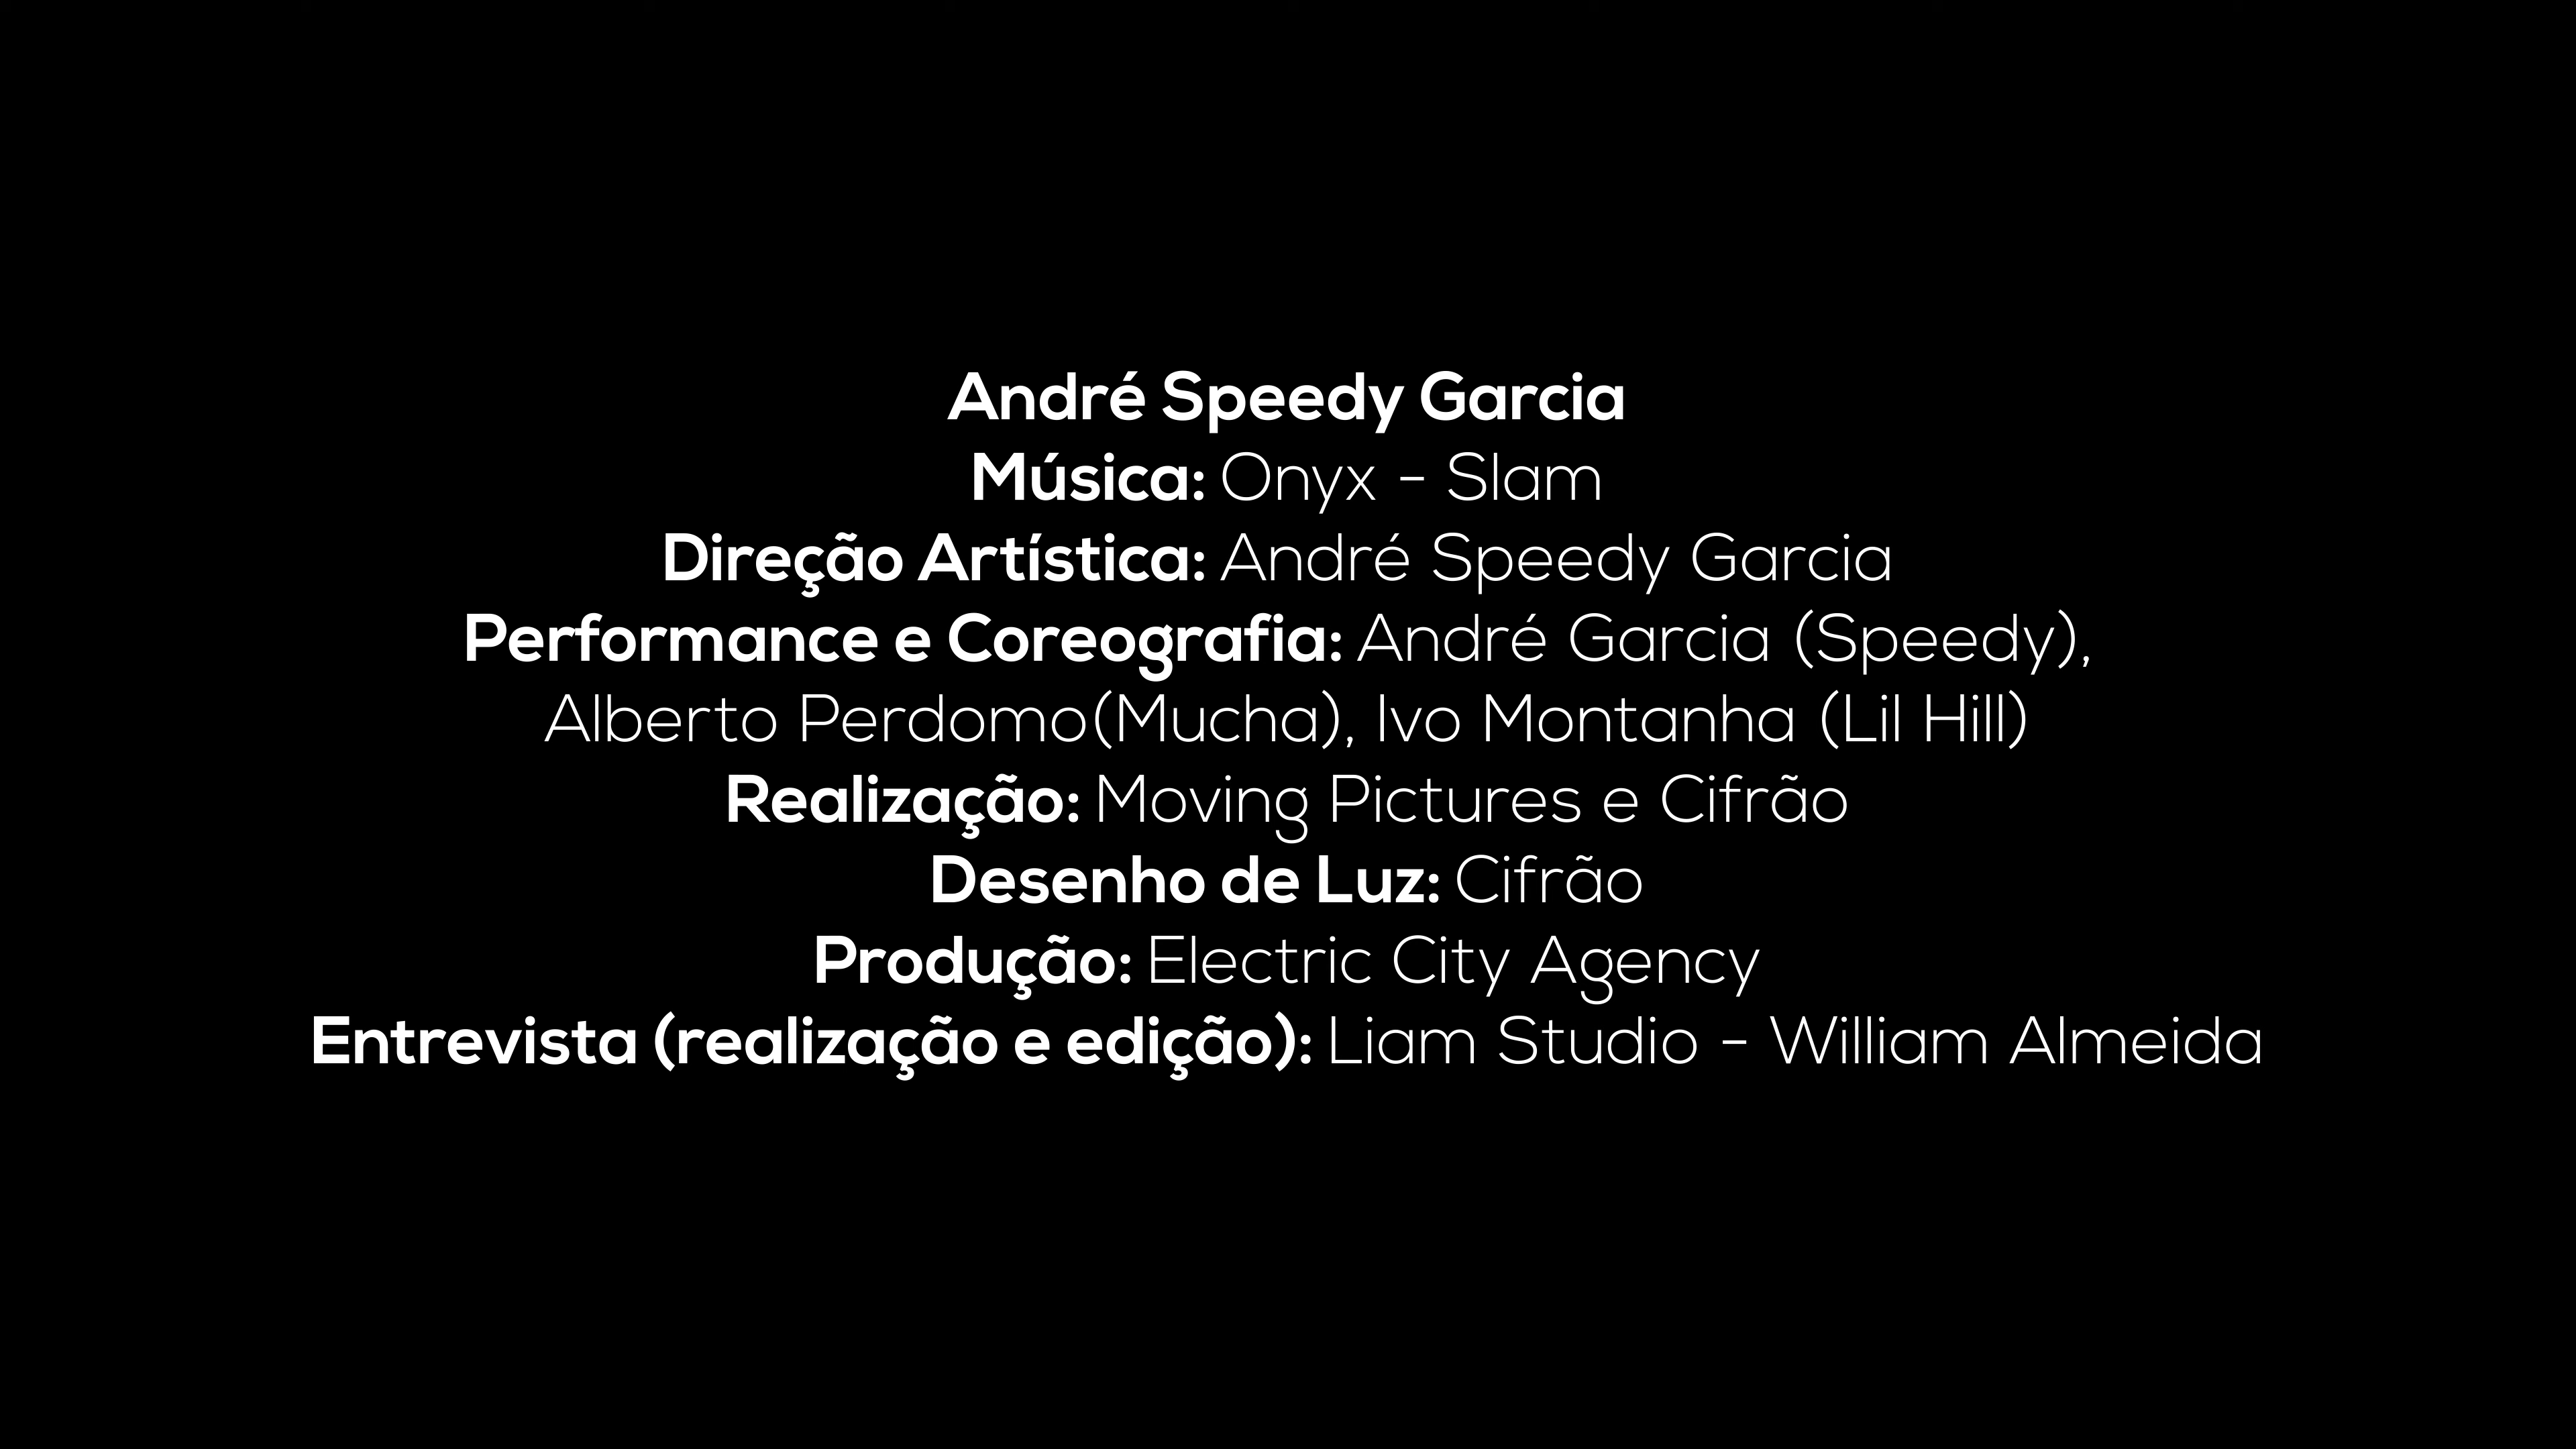 André Speedy Garcia
Música: Onyx - Slam
Direção Artística: André Speedy Garcia
Performance e Coreografia: André Garcia (Speedy),
Alberto Perdomo(Mucha), Ivo Montanha (Lil Hill)
Realização: Moving Pictures e Cifrão
Desenho de Luz: Cifrão
Produção: Electric City Agency
Entrevista (realização e edição): Liam Studio - William Almeida